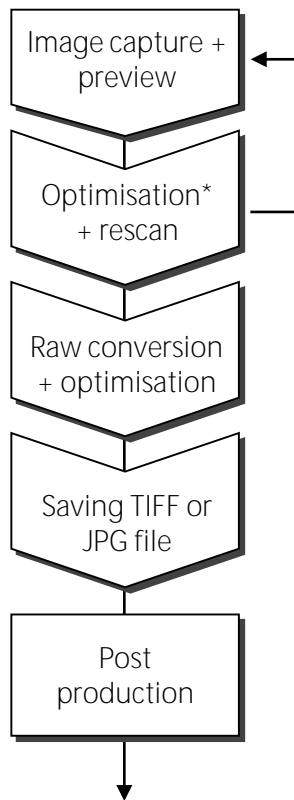 Image capture +
preview
Optimisation*
+ rescan
Raw conversion
+ optimisation
Saving TIFF or
JPG file
Post
production